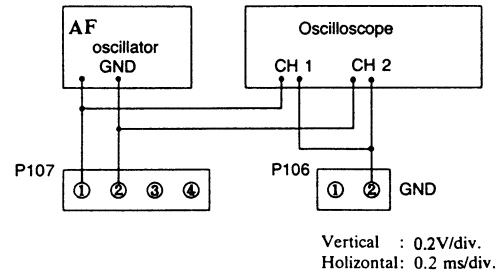 AF
oscillator
GND
Oscilloscope
CH 1 CH 2
P107
① ② ③ ④
P106
① ② GND
Vertical : 0.2V/div.
Holizontal: 0.2 ms/div.